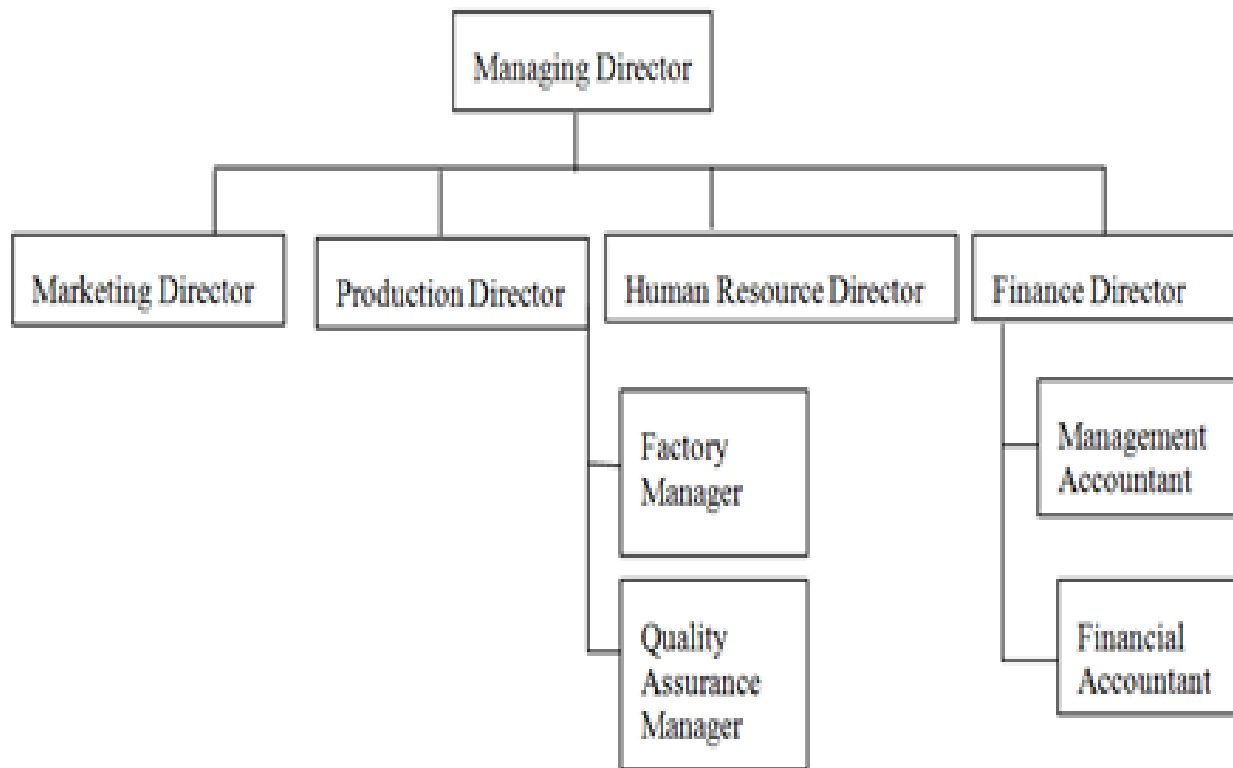 Managing Director
Marketing Director
Production Director
Human Resource Director
Finance Director
Factory
Manager
Management
Accountant
Quality
Assurance
Manager
Financial
Accountant